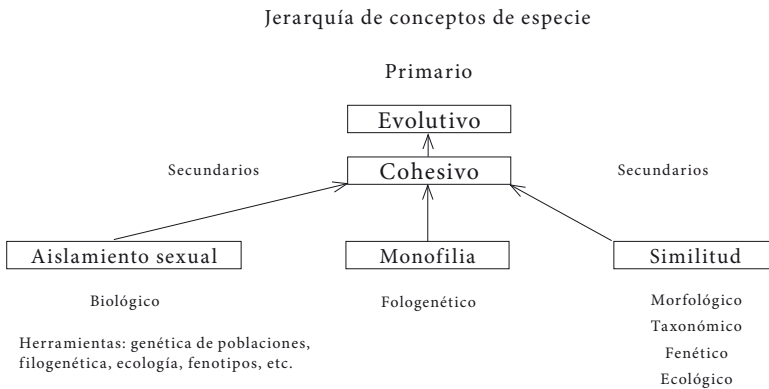 Jerarquía de conceptos de especie
Primario
Evolutivo
Secundarios
Cohesivo
Secundarios
Aislamiento sexual
Monofilia
Similitud
Biológico
Fologenético
Morfológico
Taxonómico
Fenético
Ecológico
Herramientas: genética de poblaciones,
filogenética, ecología, fenotipos, etc.